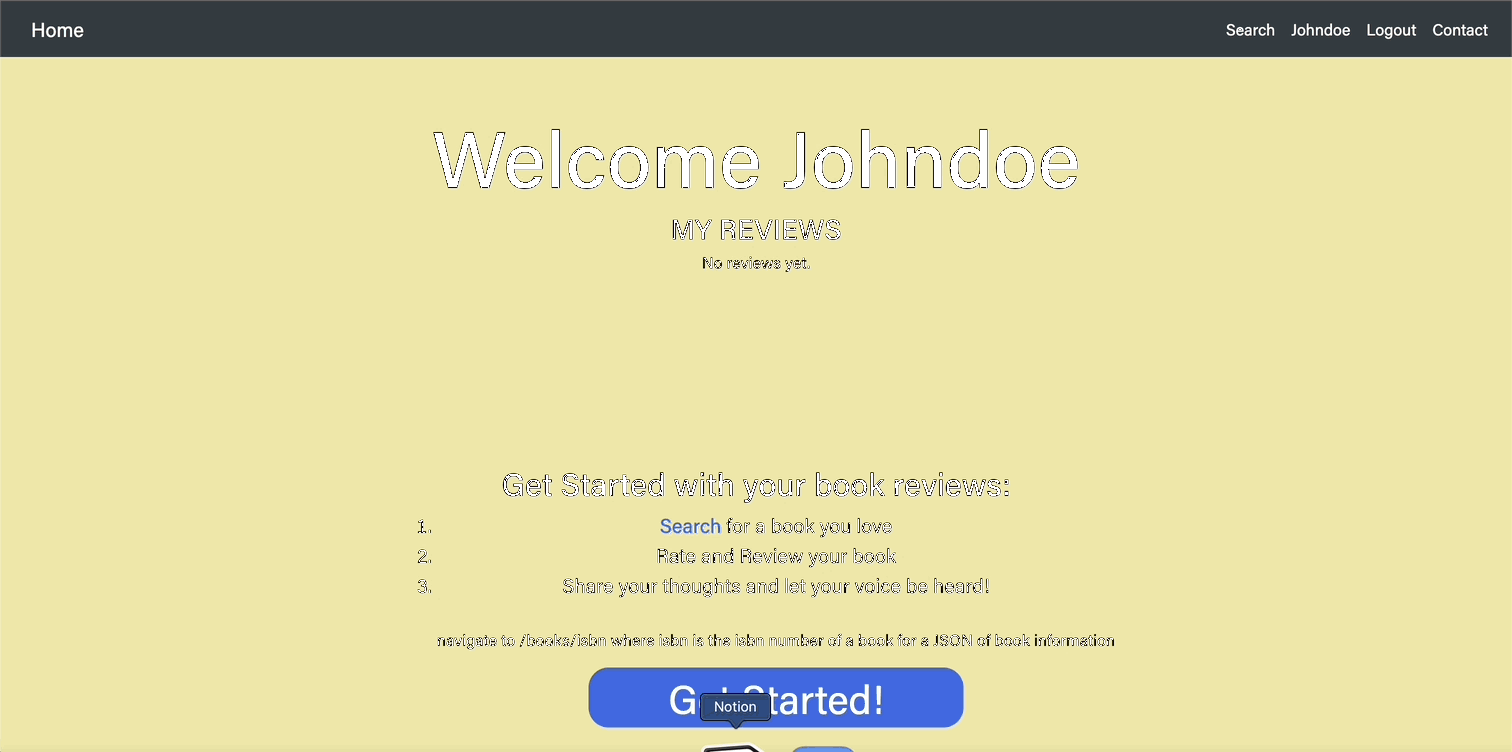 Home Search Johndoe Logout Contact
Welcome Johndoe
MY REVIEWS
No reviews yet.
Get Started with your book reviews:
1. Search for a book you love
2. Rate and Review your book
3. Share your thoughts and let your voice be heard!
navigate to /books/isbn where isbn is the isbn number of a book for a JSON of book information
Get Started!
Notion